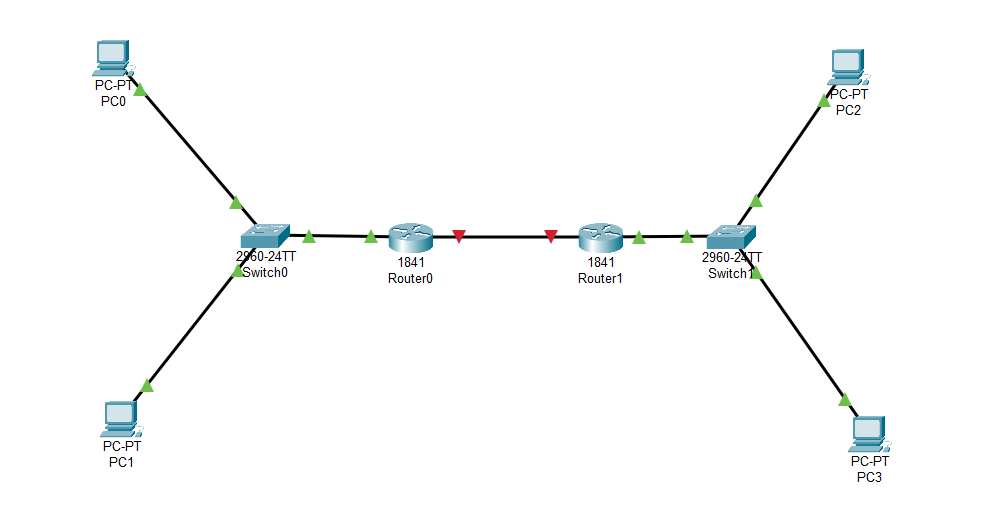 PC-PT
PC0
PC-PT
PC2
2960-24TT
Switch0
1841
Router0
1841
Router1
2960-24TT
Switch1
PC-PT
PC1
PC-PT
PC3